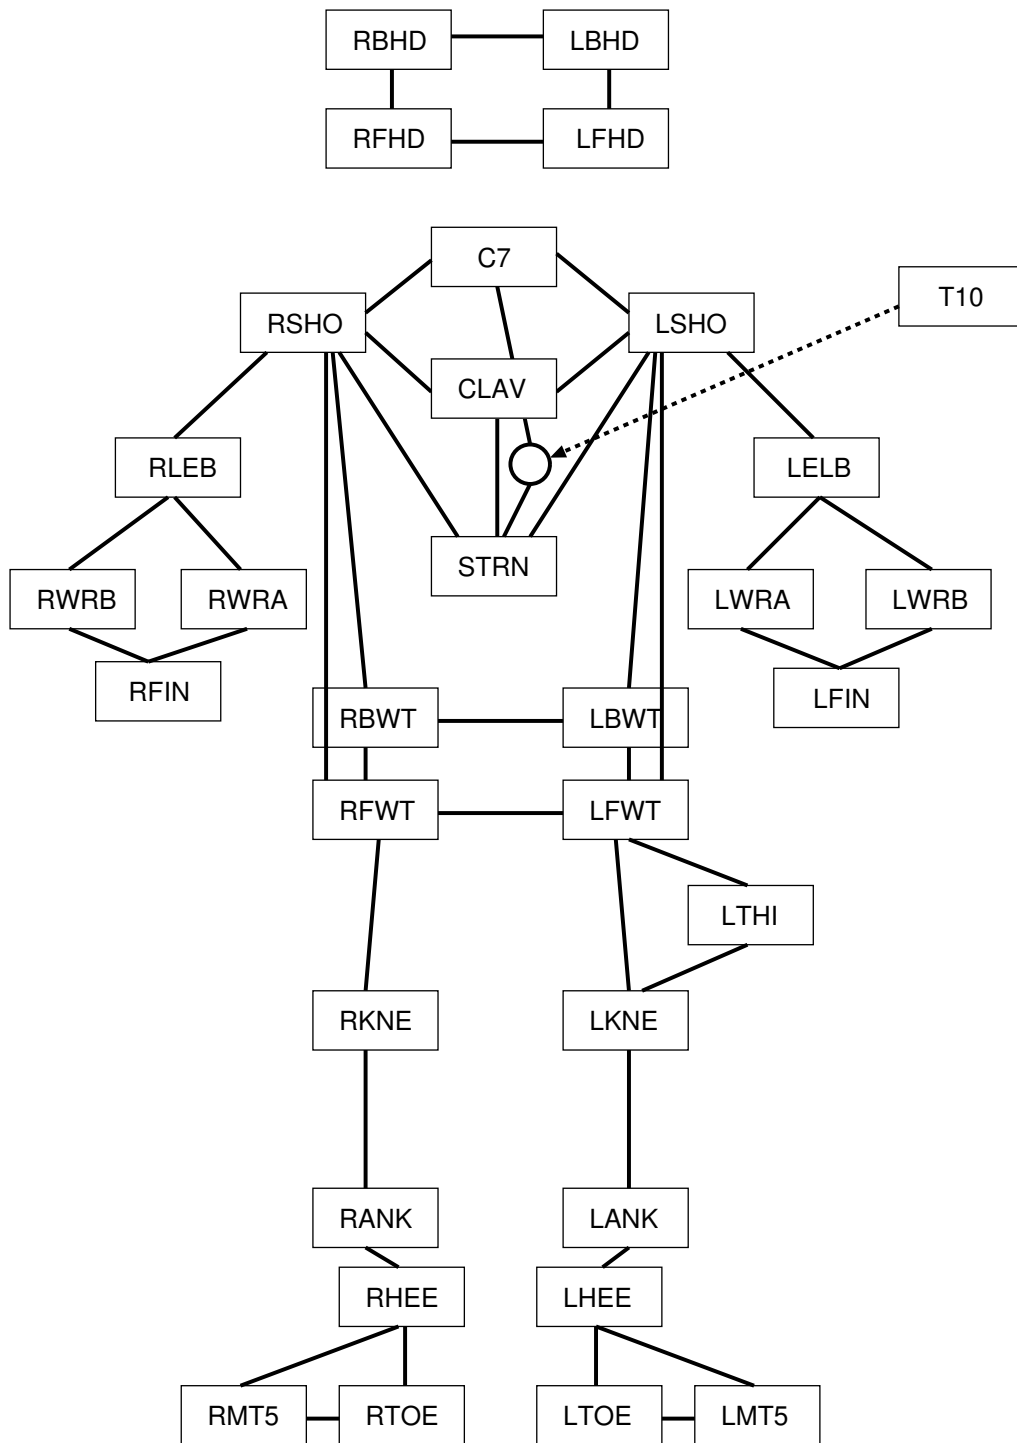 RBHD LBHD
RFHD LFHD
C7
T10
RSHO LSHO
CLAV
RLEB LELB
STRN
RWRB RWRA LWRA LWRB
RFIN LFIN
RBWT LBWT
RFWT LFWT
LTHI
RKNE LKNE
RANK LANK
RHEE LHEE
RMT5 RTOE LTOE LMT5